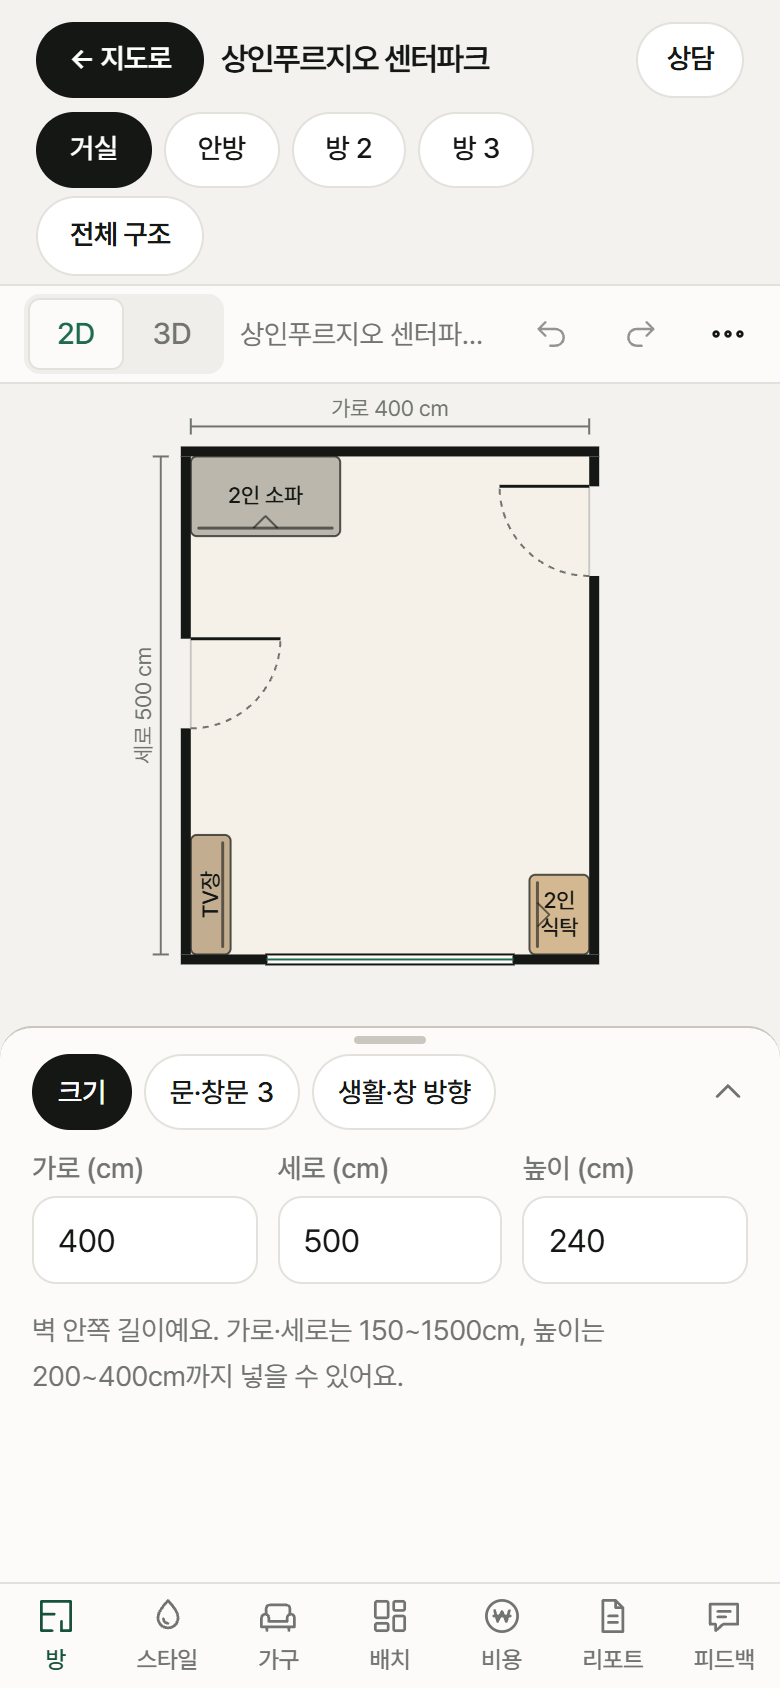 ← 지도로 상인푸르지오 센터파크 상담
거실 안방 방 2 방 3
전체 구조
2D 3D 상인푸르지오 센터파...
가로 400 cm
2인 소파
세로 500 cm
TV장
2인
식탁
크기 문·창문 3 생활·창 방향
가로 (cm) 세로 (cm) 높이 (cm)
400 500 240
벽 안쪽 길이예요. 가로·세로는 150~1500cm, 높이는
200~400cm까지 넣을 수 있어요.
방 스타일 가구 배치 비용 리포트 피드백